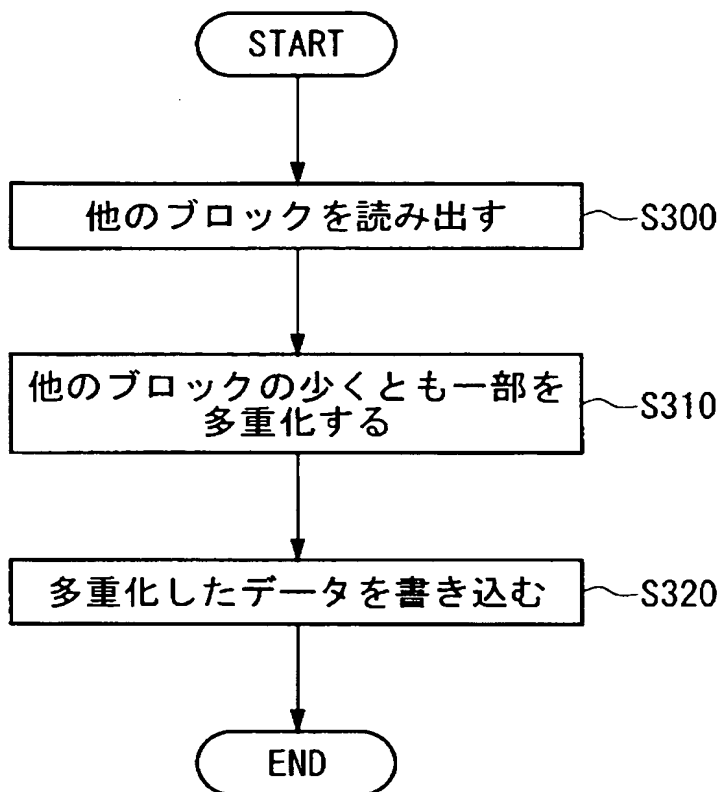 START
他のブロックを読み出す
S300
他のブロックの少くとも一部を
多重化する
S310
多重化したデータを書き込む
S320
END